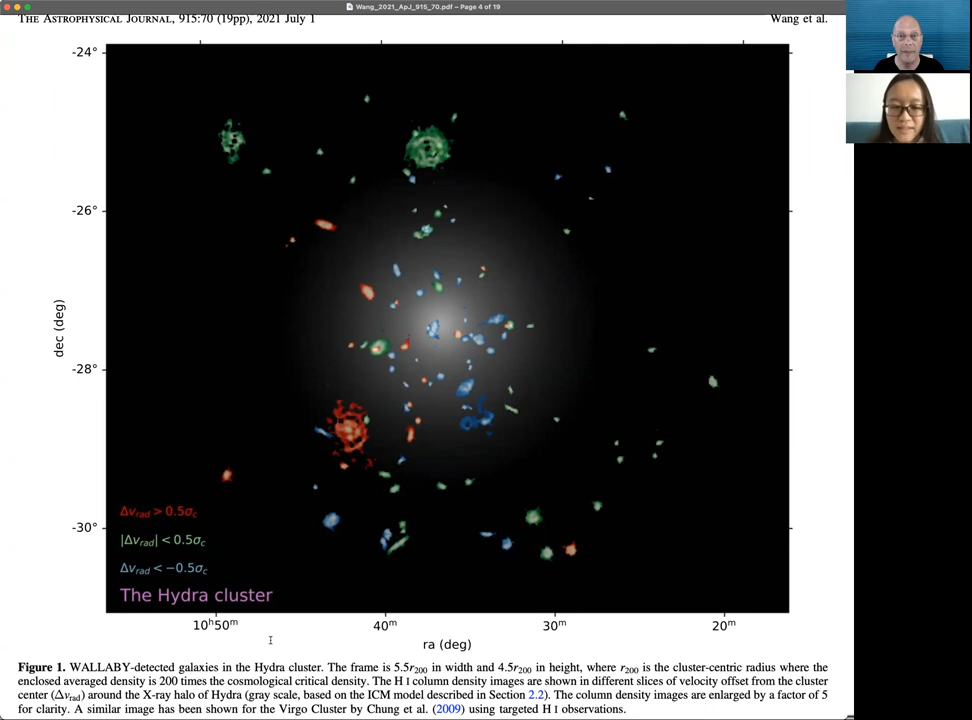 Wang_2021_ApJ_915_70.pdf – Page 4 of 19
THE ASTROPHYSICAL JOURNAL, 915:70 (19pp), 2021 July 1
Wang et al.
-24°
-26°
-28°
-30°
dec (deg)
Δv_rad > 0.5σ_c
|Δv_rad| < 0.5σ_c
Δv_rad < −0.5σ_c
The Hydra cluster
10ʰ50ᵐ 40ᵐ 30ᵐ 20ᵐ
ra (deg)
Figure 1. WALLABY-detected galaxies in the Hydra cluster. The frame is 5.5r₂₀₀ in width and 4.5r₂₀₀ in height, where r₂₀₀ is the cluster-centric radius where the
enclosed averaged density is 200 times the cosmological critical density. The H I column density images are shown in different slices of velocity offset from the cluster
center (Δv_rad) around the X-ray halo of Hydra (gray scale, based on the ICM model described in Section 2.2). The column density images are enlarged by a factor of 5
for clarity. A similar image has been shown for the Virgo Cluster by Chung et al. (2009) using targeted H I observations.